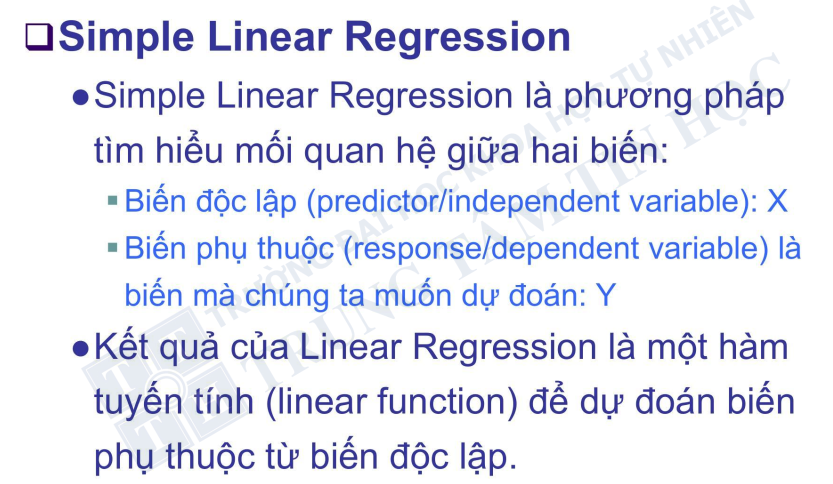 Simple Linear Regression
Simple Linear Regression là phương pháp
tìm hiểu mối quan hệ giữa hai biến:
Biến độc lập (predictor/independent variable): X
Biến phụ thuộc (response/dependent variable) là
biến mà chúng ta muốn dự đoán: Y
Kết quả của Linear Regression là một hàm
tuyến tính (linear function) để dự đoán biến
phụ thuộc từ biến độc lập.
TRƯỜNG ĐẠI HỌC KHOA HỌC TỰ NHIÊN
TRUNG TÂM TIN HỌC